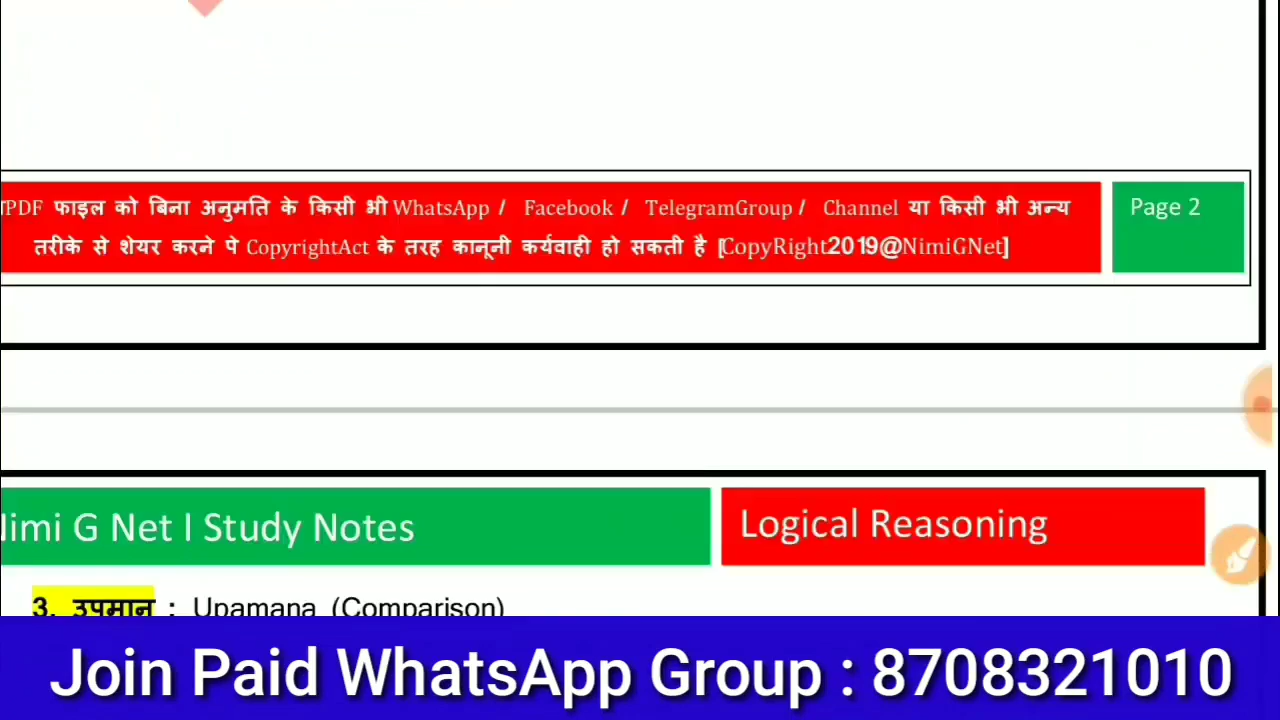 PDF फाइल को बिना अनुमति के किसी भी WhatsApp / Facebook / TelegramGroup / Channel या किसी भी अन्य
तरीके से शेयर करने पे CopyrightAct के तरह कानूनी कर्यवाही हो सकती है [CopyRight2019@NimiGNet]
Page 2
Nimi G Net I Study Notes
Logical Reasoning
3. उपमान : Upamana (Comparison)
Join Paid WhatsApp Group : 8708321010